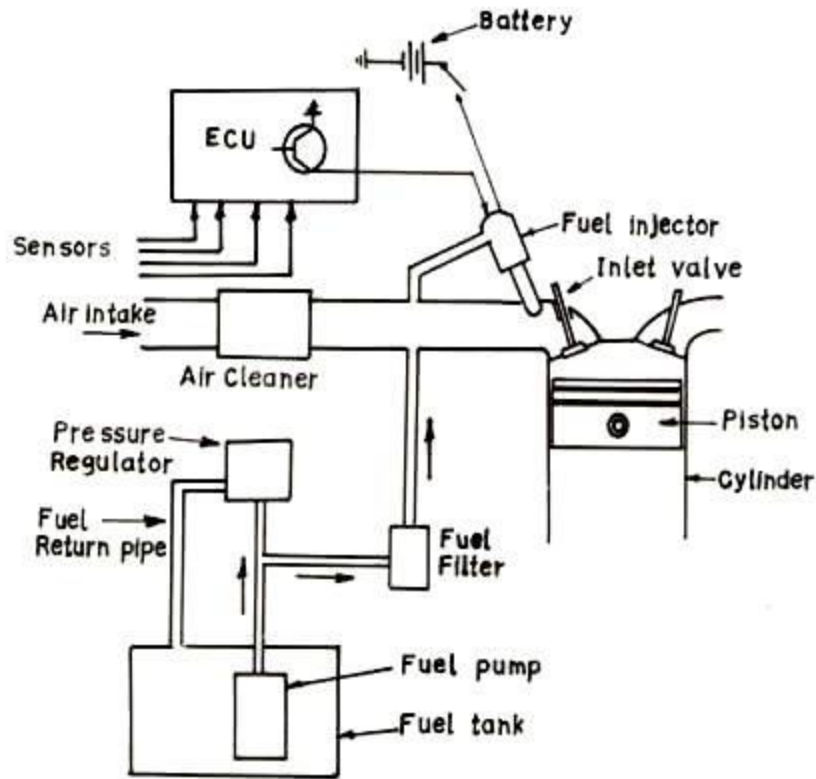 Battery
ECU
Fuel injector
Sensors
Inlet valve
Air intake
Air Cleaner
Pressure
Regulator
Piston
Cylinder
Fuel
Return pipe
Fuel
Filter
Fuel pump
Fuel tank